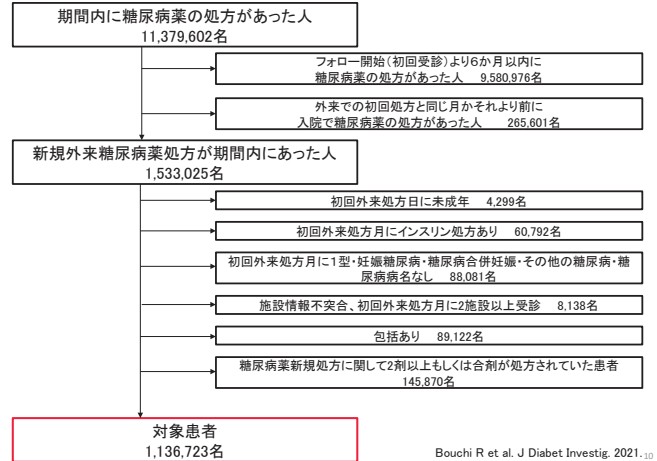 期間内に糖尿病薬の処方があった人
11,379,602名
フォロー開始(初回受診)より6か月以内に
糖尿病薬の処方があった人 9,580,976名
外来での初回処方と同じ月かそれより前に
入院で糖尿病薬の処方があった人 265,601名
新規外来糖尿病薬処方が期間内にあった人
1,533,025名
初回外来処方日に未成年 4,299名
初回外来処方月にインスリン処方あり 60,792名
初回外来処方月に1型・妊娠糖尿病・糖尿病合併妊娠・その他の糖尿病・糖
尿病病名なし 88,081名
施設情報不突合、初回外来処方月に2施設以上受診 8,138名
包括あり 89,122名
糖尿病薬新規処方に関して2剤以上もしくは合剤が処方されていた患者
145,870名
対象患者
1,136,723名
Bouchi R et al. J Diabet Investig. 2021.
10